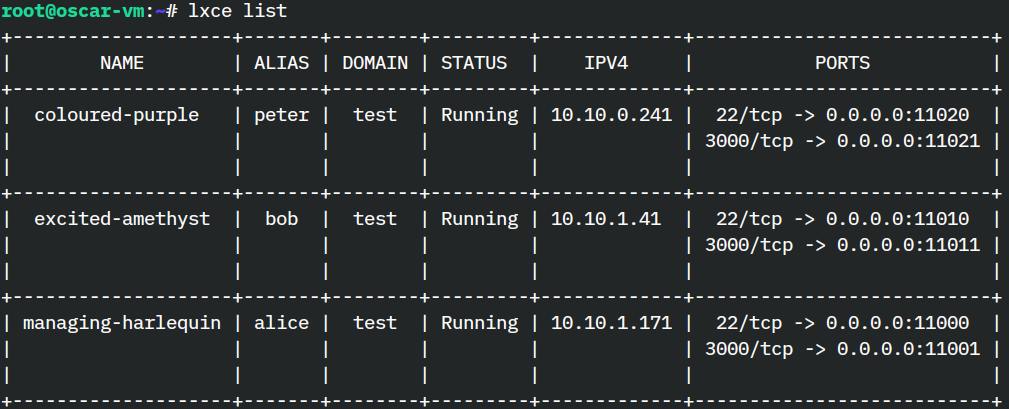 root@oscar-vm:~# lxce list
+--------------------+-------+--------+---------+-------------+---------------------------+
|        NAME        | ALIAS | DOMAIN | STATUS  |    IPV4     |           PORTS           |
+--------------------+-------+--------+---------+-------------+---------------------------+
|  coloured-purple   | peter |  test  | Running | 10.10.0.241 |  22/tcp -> 0.0.0.0:11020  |
|                    |       |        |         |             | 3000/tcp -> 0.0.0.0:11021 |
|                    |       |        |         |             |                           |
+--------------------+-------+--------+---------+-------------+---------------------------+
|  excited-amethyst  |  bob  |  test  | Running | 10.10.1.41  |  22/tcp -> 0.0.0.0:11010  |
|                    |       |        |         |             | 3000/tcp -> 0.0.0.0:11011 |
|                    |       |        |         |             |                           |
+--------------------+-------+--------+---------+-------------+---------------------------+
| managing-harlequin | alice |  test  | Running | 10.10.1.171 |  22/tcp -> 0.0.0.0:11000  |
|                    |       |        |         |             | 3000/tcp -> 0.0.0.0:11001 |
|                    |       |        |         |             |                           |
+--------------------+-------+--------+---------+-------------+---------------------------+